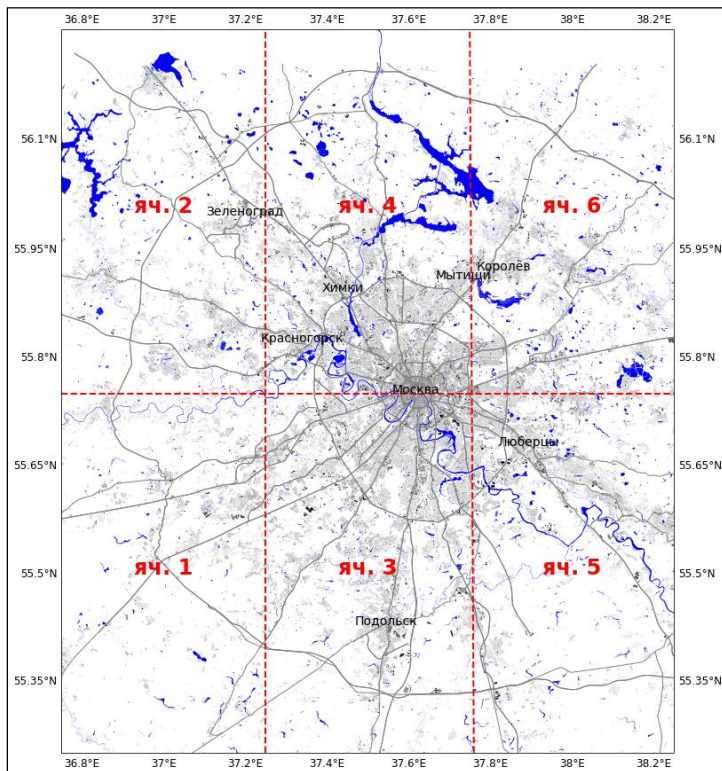 36.8°E 37°E 37.2°E 37.4°E 37.6°E 37.8°E 38°E 38.2°E
56.1°N 56.1°N
яч. 2 яч. 4 яч. 6
Зеленоград
55.95°N 55.95°N
Королёв
Мытищи
Химки
Красногорск
55.8°N 55.8°N
Москва
Люберцы
55.65°N 55.65°N
яч. 1 яч. 3 яч. 5
55.5°N 55.5°N
Подольск
55.35°N 55.35°N
36.8°E 37°E 37.2°E 37.4°E 37.6°E 37.8°E 38°E 38.2°E